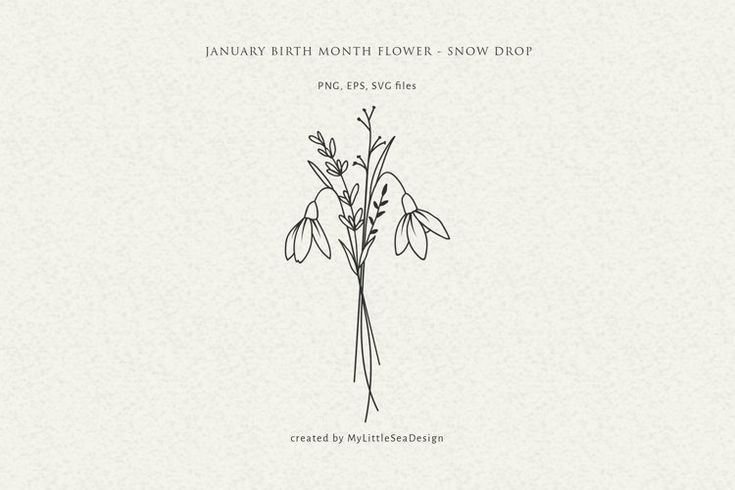 JANUARY BIRTH MONTH FLOWER - SNOW DROP
PNG, EPS, SVG files
created by MyLittleSeaDesign